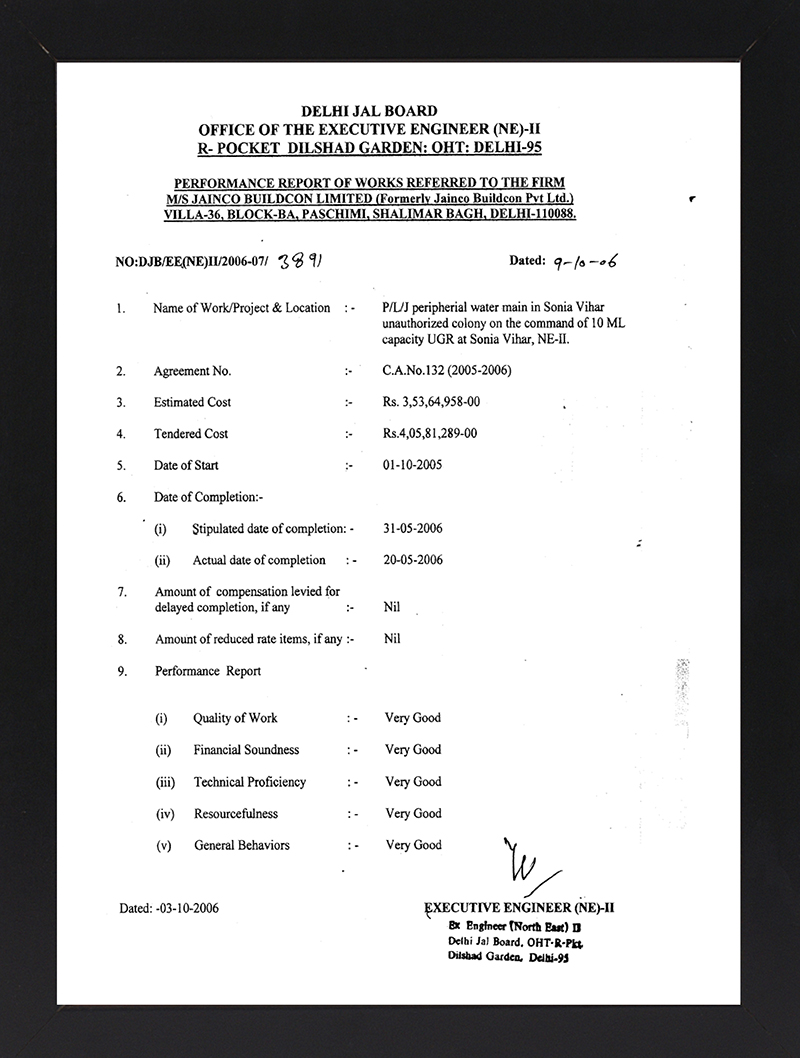 DELHI JAL BOARD
OFFICE OF THE EXECUTIVE ENGINEER (NE)-II
R- POCKET DILSHAD GARDEN: OHT: DELHI-95
PERFORMANCE REPORT OF WORKS REFERRED TO THE FIRM
M/S JAINCO BUILDCON LIMITED (Formerly Jainco Buildcon Pvt Ltd.)
VILLA-36, BLOCK-BA, PASCHIMI, SHALIMAR BAGH, DELHI-110088.
NO:DJB/EE(NE)II/2006-07/ 3891 Dated: 9-10-06
1. Name of Work/Project & Location :- P/L/J peripherial water main in Sonia Vihar
unauthorized colony on the command of 10 ML
capacity UGR at Sonia Vihar, NE-II.
2. Agreement No. :- C.A.No.132 (2005-2006)
3. Estimated Cost :- Rs. 3,53,64,958-00
4. Tendered Cost :- Rs.4,05,81,289-00
5. Date of Start :- 01-10-2005
6. Date of Completion:-
(i) Stipulated date of completion: - 31-05-2006
(ii) Actual date of completion :- 20-05-2006
7. Amount of compensation levied for
delayed completion, if any :- Nil
8. Amount of reduced rate items, if any :- Nil
9. Performance Report
(i) Quality of Work :- Very Good
(ii) Financial Soundness :- Very Good
(iii) Technical Proficiency :- Very Good
(iv) Resourcefulness :- Very Good
(v) General Behaviors :- Very Good
Dated: -03-10-2006 EXECUTIVE ENGINEER (NE)-II
Ex Engineer (North East) II
Delhi Jal Board, OHT-R-Pkt.
Dilshad Garden, Delhi-95